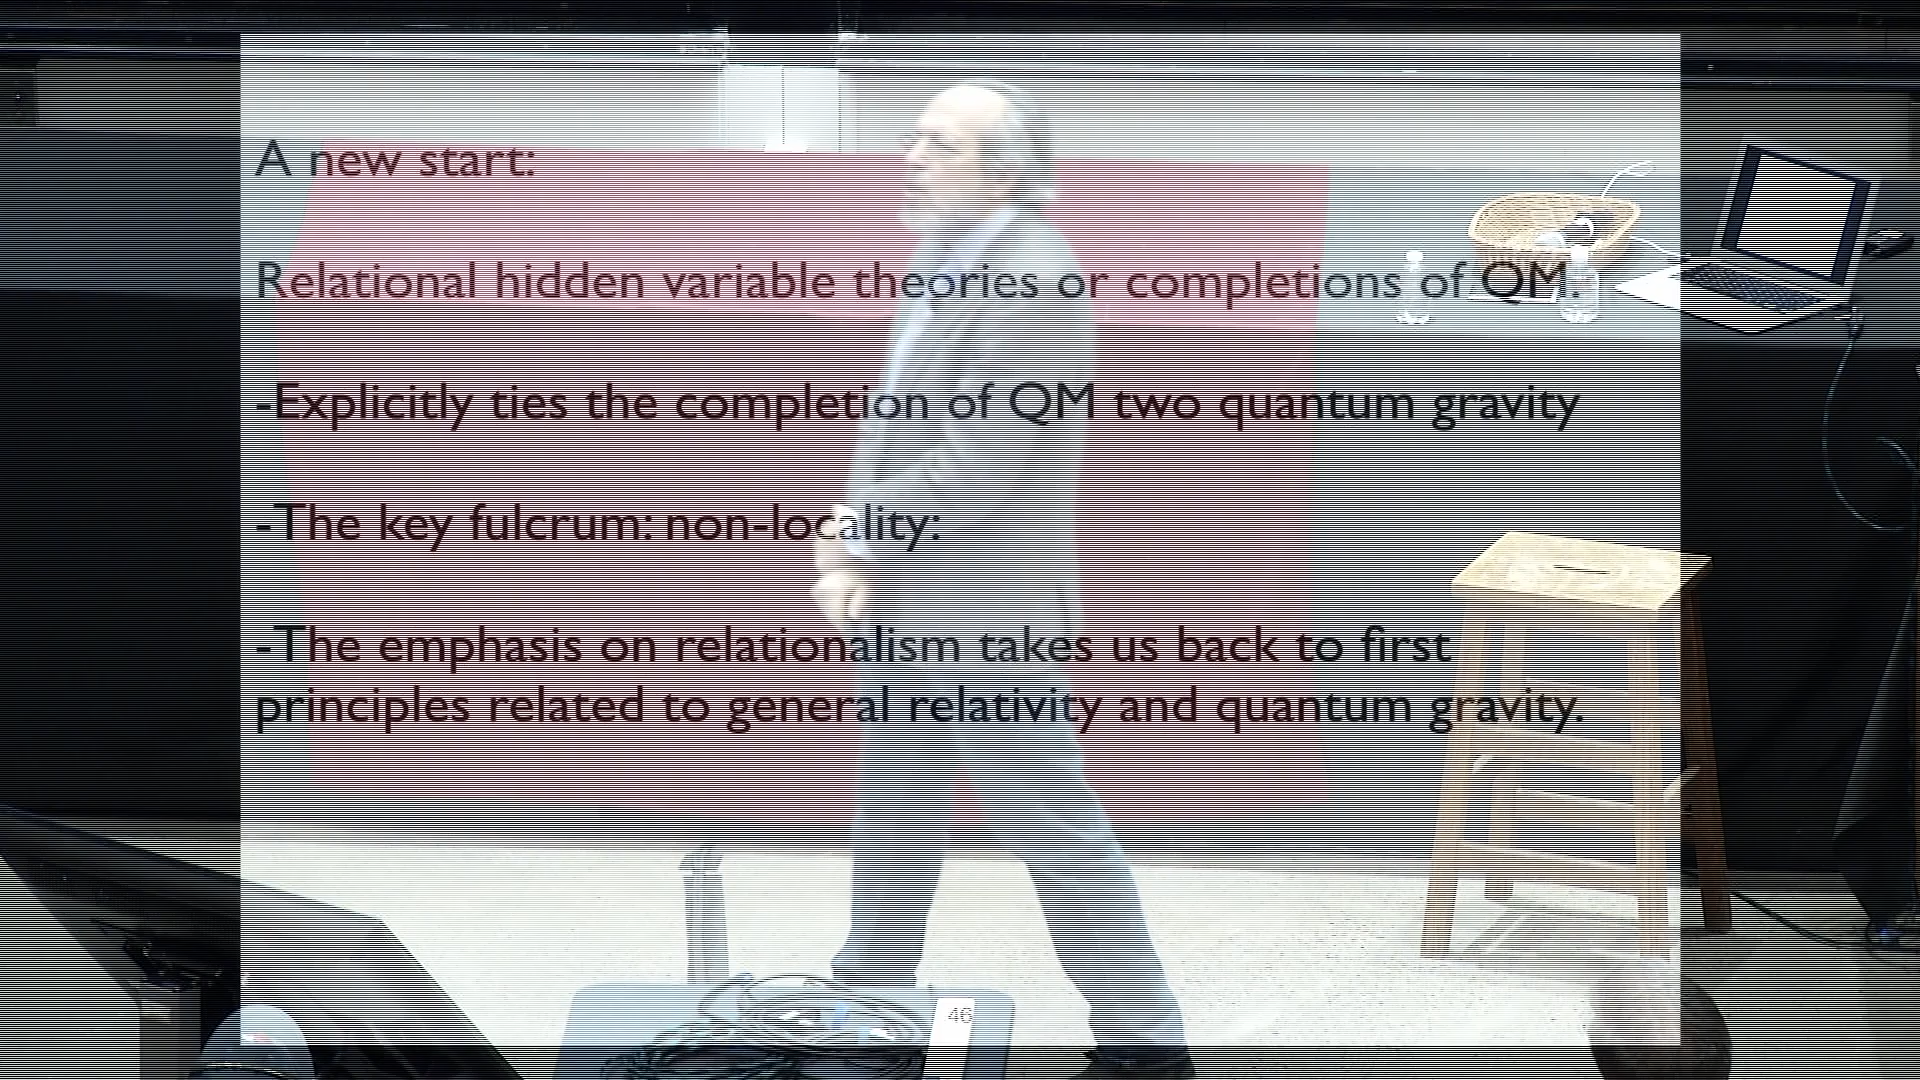 A new start:
Relational hidden variable theories or completions of QM.
-Explicitly ties the completion of QM two quantum gravity
-The key fulcrum: non-locality:
-The emphasis on relationalism takes us back to first
principles related to general relativity and quantum gravity.
46